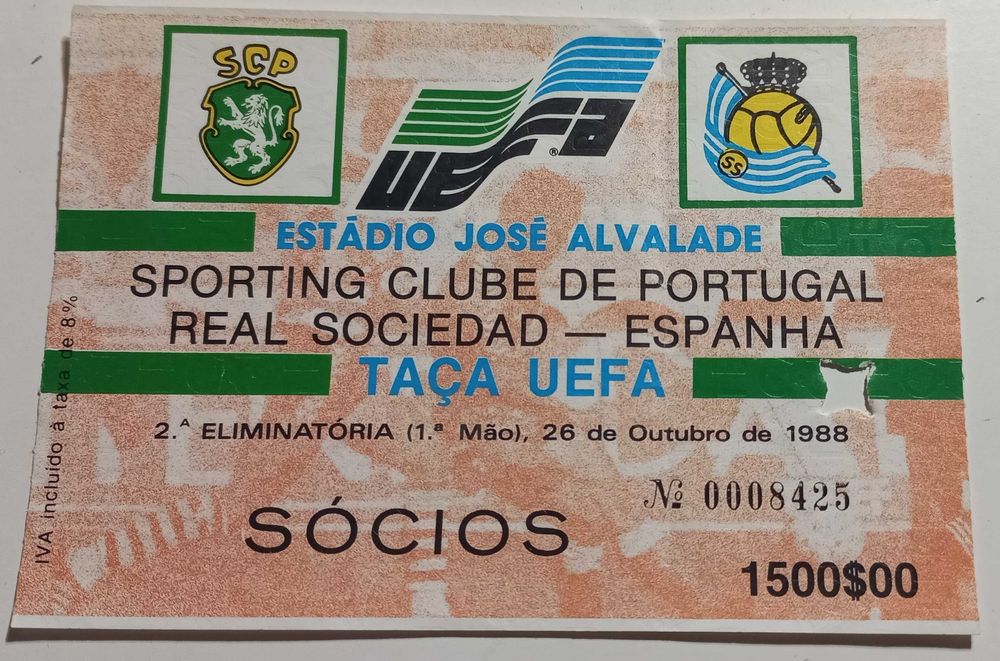 SCP
UEFA ®
SS
ESTÁDIO JOSÉ ALVALADE
SPORTING CLUBE DE PORTUGAL
REAL SOCIEDAD — ESPANHA
TAÇA UEFA
2.ª ELIMINATÓRIA (1.ª Mão), 26 de Outubro de 1988
Nº 0008425
SÓCIOS
1500$00
IVA incluído à taxa de 8%